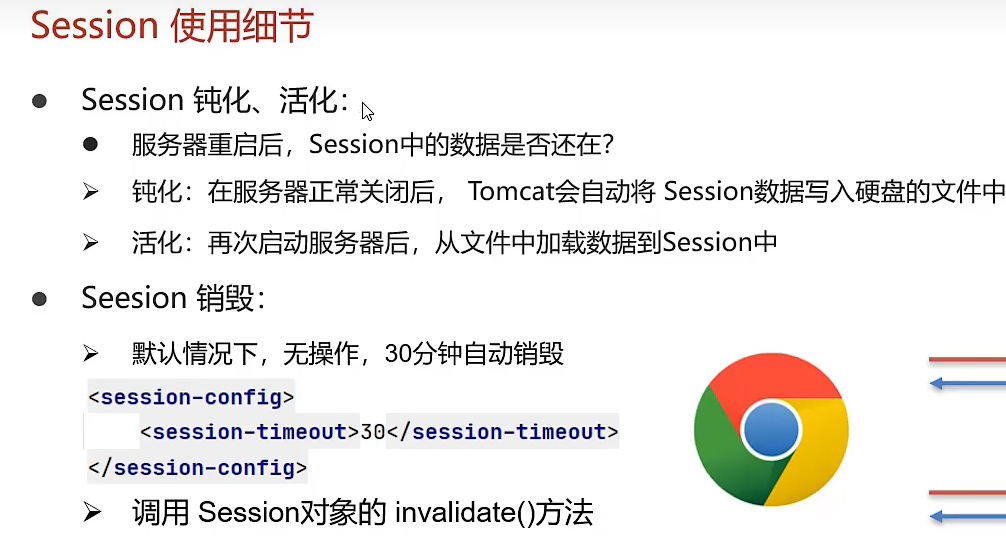 Session 使用细节
Session 钝化、活化：
服务器重启后，Session中的数据是否还在？
钝化：在服务器正常关闭后， Tomcat会自动将 Session数据写入硬盘的文件中
活化：再次启动服务器后，从文件中加载数据到Session中
Seesion 销毁：
默认情况下，无操作，30分钟自动销毁
<session-config>
<session-timeout>30</session-timeout>
</session-config>
调用 Session对象的 invalidate()方法